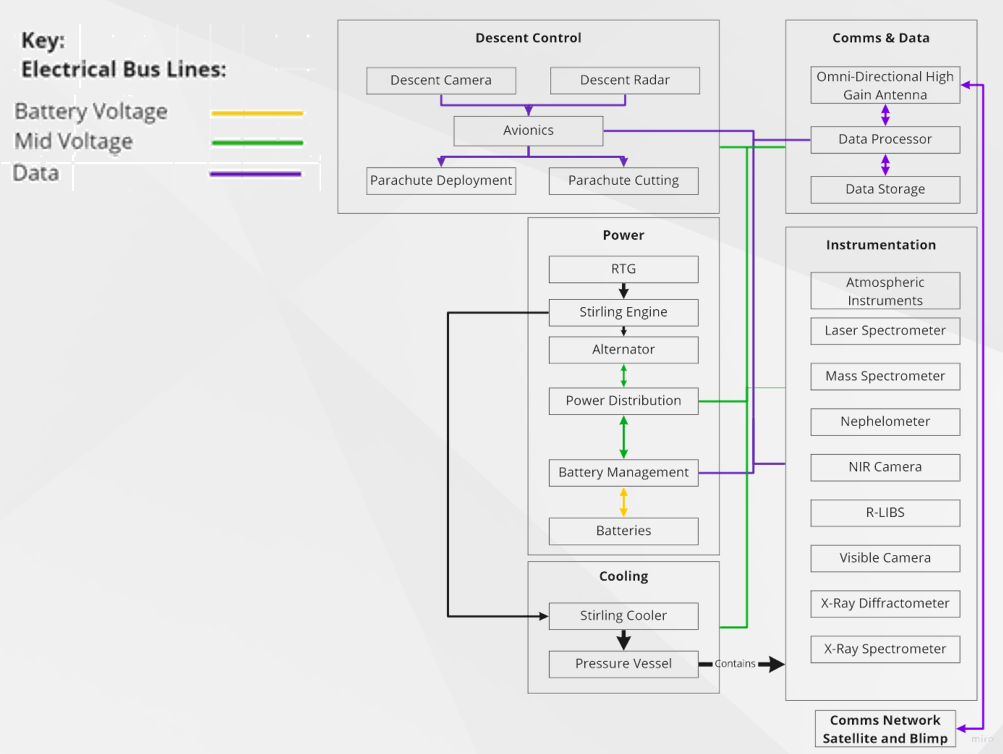 Key:
Electrical Bus Lines:
Battery Voltage
Mid Voltage
Data
Descent Control
Descent Camera
Descent Radar
Avionics
Parachute Deployment
Parachute Cutting
Comms & Data
Omni-Directional High
Gain Antenna
Data Processor
Data Storage
Power
RTG
Stirling Engine
Alternator
Power Distribution
Battery Management
Batteries
Cooling
Stirling Cooler
Pressure Vessel
Contains
Instrumentation
Atmospheric
Instruments
Laser Spectrometer
Mass Spectrometer
Nephelometer
NIR Camera
R-LIBS
Visible Camera
X-Ray Diffractometer
X-Ray Spectrometer
Comms Network
Satellite and Blimp
miro